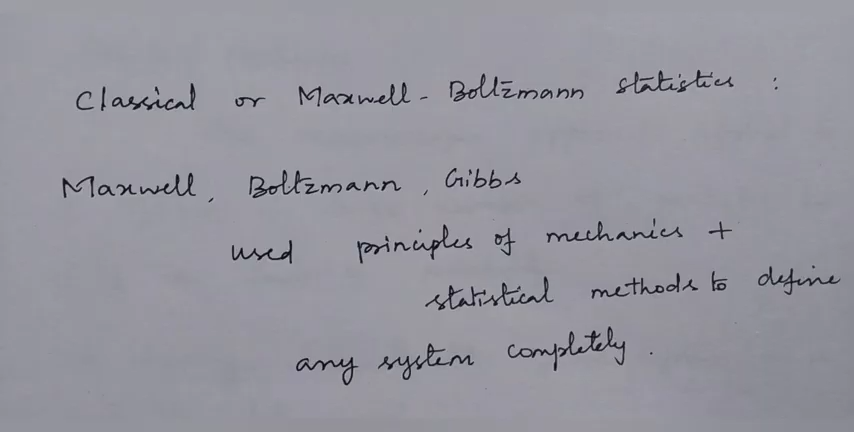 Classical or Maxwell - Boltzmann statistics :
Maxwell, Boltzmann, Gibbs
used principles of mechanics +
statistical methods to define
any system completely.